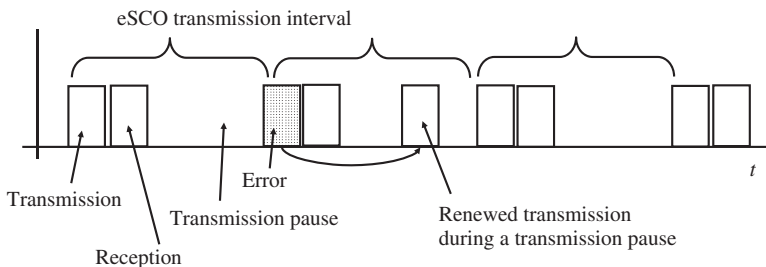 eSCO transmission interval
t
Error
Transmission
Transmission pause
Renewed transmission
during a transmission pause
Reception